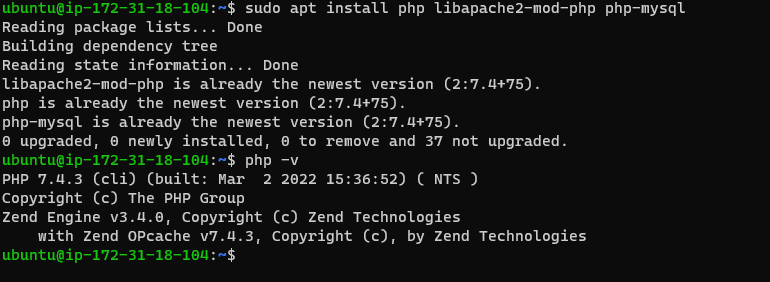 ubuntu@ip-172-31-18-104:~$ sudo apt install php libapache2-mod-php php-mysql
Reading package lists... Done
Building dependency tree
Reading state information... Done
libapache2-mod-php is already the newest version (2:7.4+75).
php is already the newest version (2:7.4+75).
php-mysql is already the newest version (2:7.4+75).
0 upgraded, 0 newly installed, 0 to remove and 37 not upgraded.
ubuntu@ip-172-31-18-104:~$ php -v
PHP 7.4.3 (cli) (built: Mar  2 2022 15:36:52) ( NTS )
Copyright (c) The PHP Group
Zend Engine v3.4.0, Copyright (c) Zend Technologies
    with Zend OPcache v7.4.3, Copyright (c), by Zend Technologies
ubuntu@ip-172-31-18-104:~$